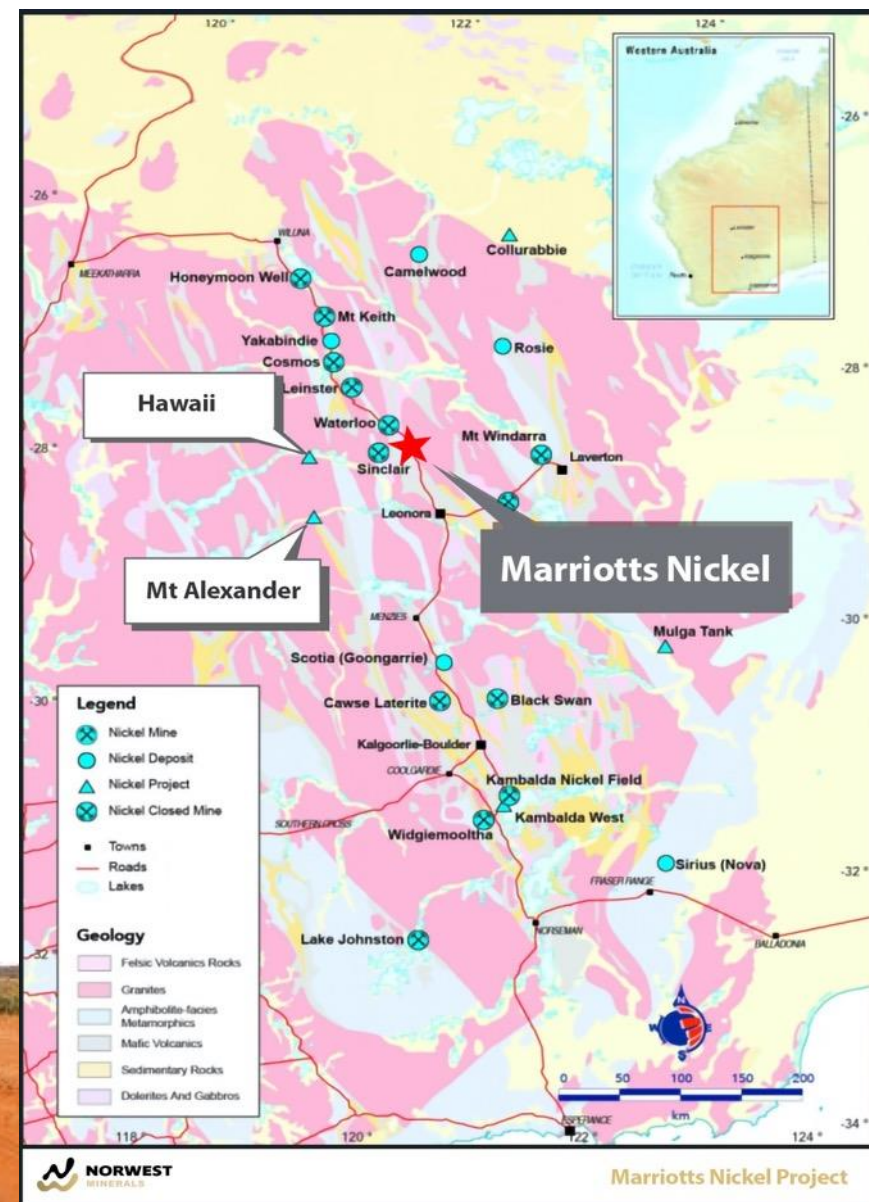 120 °
122 °
124 °
Western Australia
-26 °
-26 °
WILUNA
MEEKATHARRA
Collurabbie
Camelwood
Honeymoon Well
Mt Keith
Yakabindie
Rosie
Cosmos
-28 °
Leinster
Hawaii
Waterloo
Mt Windarra
-28 °
Laverton
Sinclair
Leonora
Marriotts Nickel
Mt Alexander
MENZIES
-30 °
Mulga Tank
Scotia (Goongarrie)
-30 °
Cawse Laterite
Black Swan
Kalgoorlie-Boulder
COOLGARDIE
Kambalda Nickel Field
Kambalda West
SOUTHERN CROSS
Widgiemooltha
Sirius (Nova)
-32 °
FRASER RANGE
NORSEMAN
BALLADONIA
Lake Johnston
-32 °
Legend
Nickel Mine
Nickel Deposit
Nickel Project
Nickel Closed Mine
Towns
Roads
Lakes
Geology
Felsic Volcanics Rocks
Granites
Amphibolite-facies
Metamorphics
Mafic Volcanics
Sedimentary Rocks
Dolerites And Gabbros
N
W E
S
0 50 100 150 200
km
ESPERANCE
-34 °
118 °
120 °
122 °
124 °
NORWEST
MINERALS
Marriotts Nickel Project